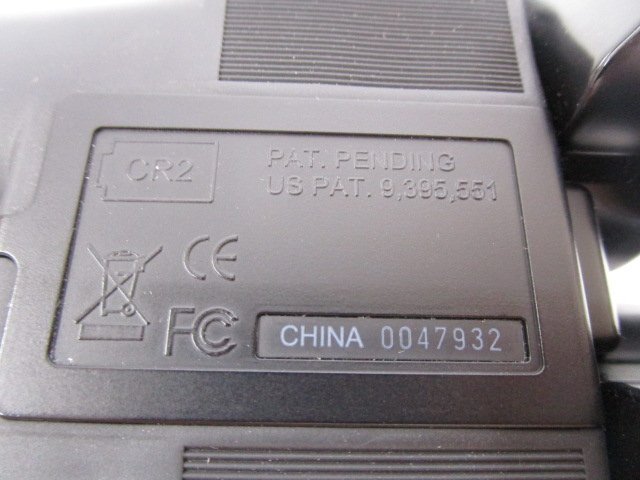 CR2
PAT. PENDING
US PAT. 9,395,551
CE
FC
CHINA 0047932